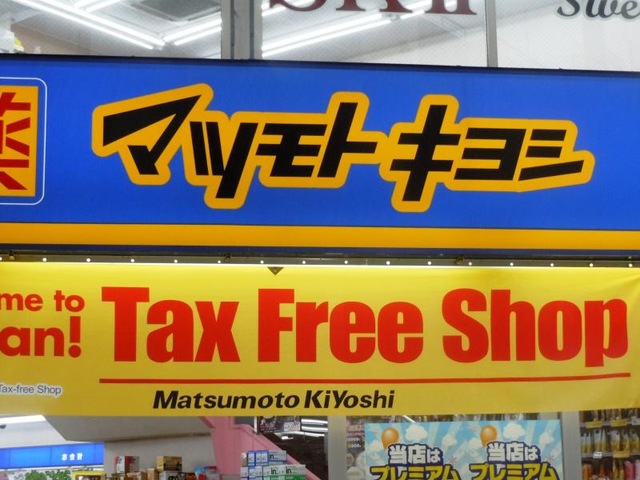 薬
マツモトキヨシ
me to
an!
Tax Free Shop
Tax-free Shop
Matsumoto KiYoshi
当店は
プレミアム
当店は
プレミアム